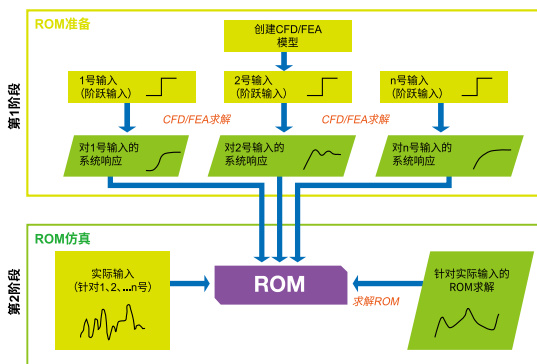 ROM准备
创建CFD/FEA
模型
第1阶段
1号输入
(阶跃输入)
2号输入
(阶跃输入)
n号输入
(阶跃输入)
CFD/FEA求解
CFD/FEA求解
对1号输入的
系统响应
对2号输入的
系统响应
对n号输入的
系统响应
ROM仿真
第2阶段
实际输入
(针对1、2、...n号)
ROM
求解ROM
针对实际输入的
ROM求解